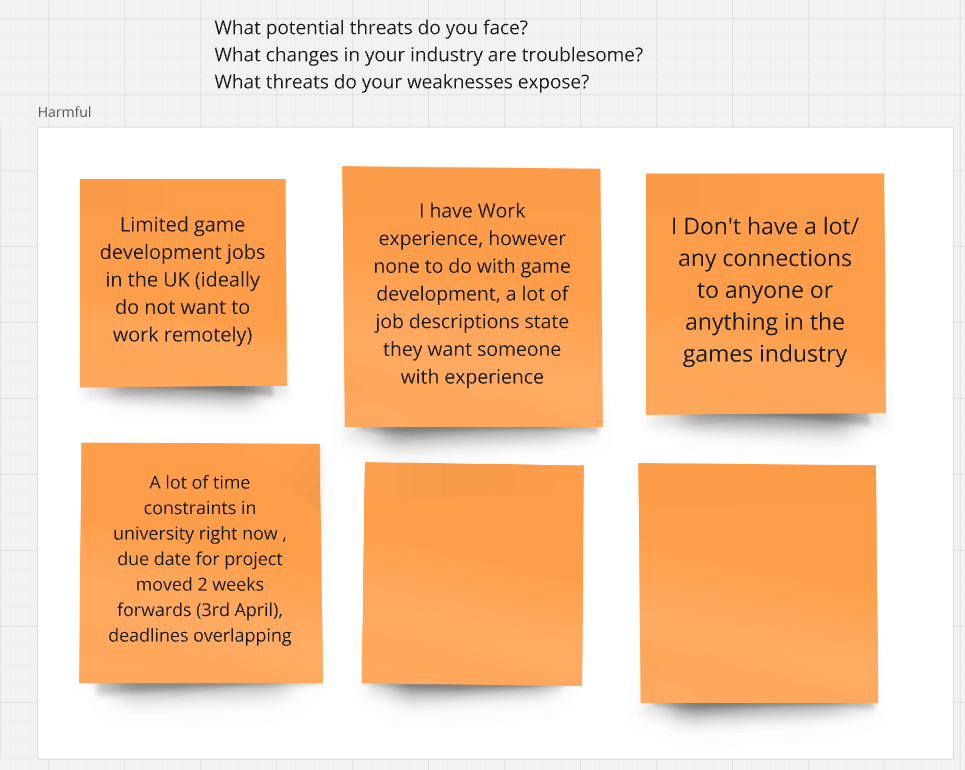 What potential threats do you face?
What changes in your industry are troublesome?
What threats do your weaknesses expose?
Harmful
Limited game
development jobs
in the UK (ideally
do not want to
work remotely)
I have Work
experience, however
none to do with game
development, a lot of
job descriptions state
they want someone
with experience
I Don't have a lot/
any connections
to anyone or
anything in the
games industry
A lot of time
constraints in
university right now ,
due date for project
moved 2 weeks
forwards (3rd April),
deadlines overlapping